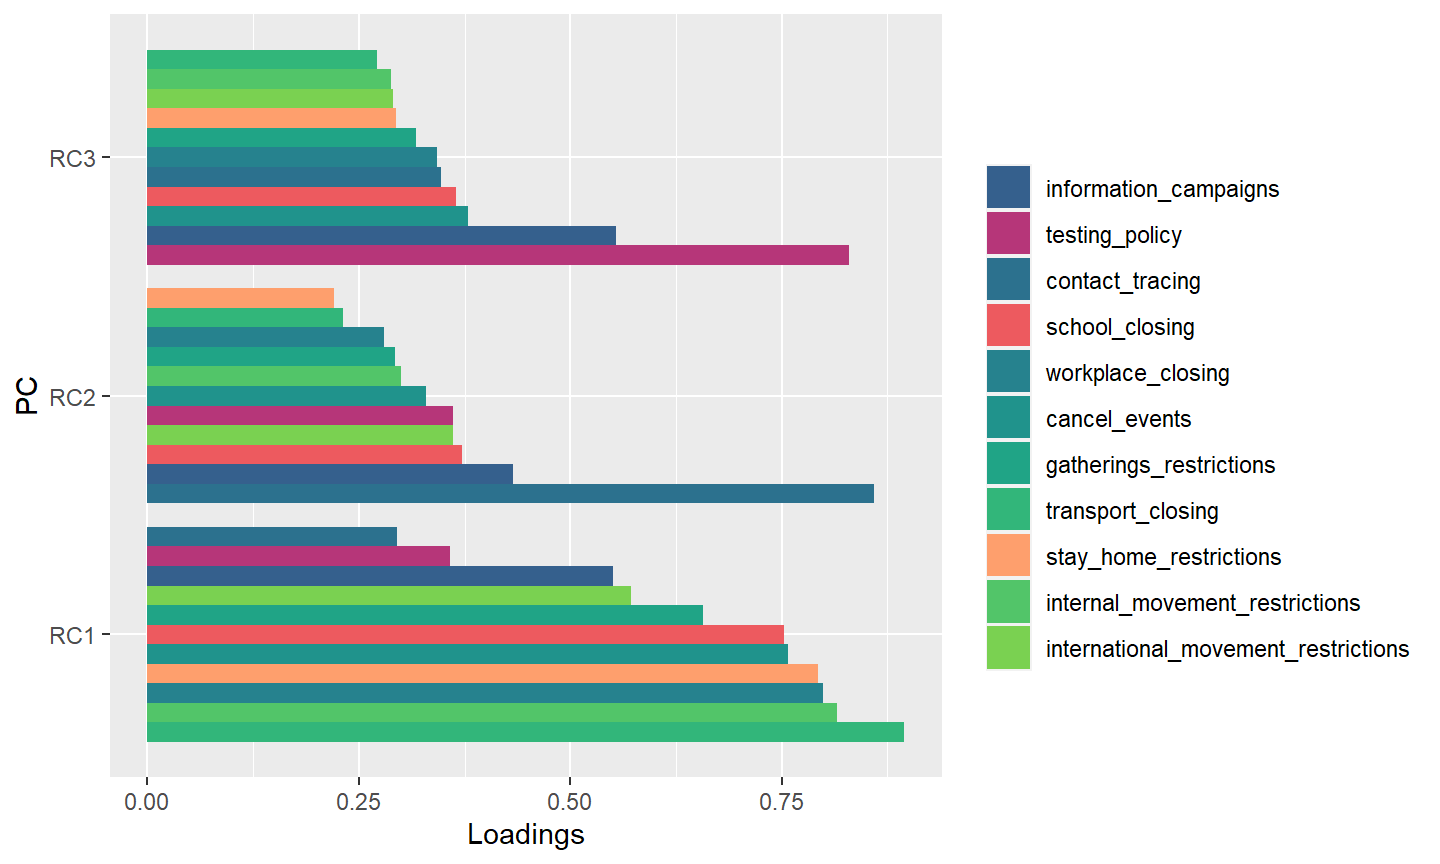 RC3
RC2
RC1
PC
0.00
0.25
0.50
0.75
Loadings
information_campaigns
testing_policy
contact_tracing
school_closing
workplace_closing
cancel_events
gatherings_restrictions
transport_closing
stay_home_restrictions
internal_movement_restrictions
international_movement_restrictions